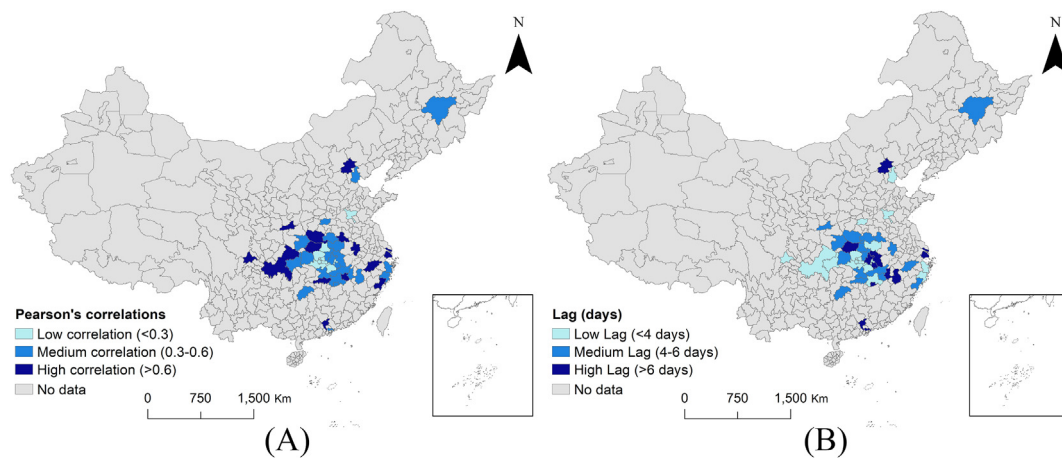 N
Pearson's correlations
Low correlation (<0.3)
Medium correlation (0.3-0.6)
High correlation (>0.6)
No data
0 750 1,500 Km
(A)
N
Lag (days)
Low Lag (<4 days)
Medium Lag (4-6 days)
High Lag (>6 days)
No data
0 750 1,500 Km
(B)